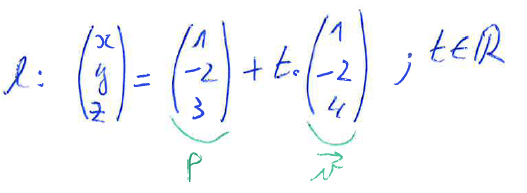 l: (x y z) = (1 -2 3) + t. (1 -2 4) ; t∈ℝ
P v⃗